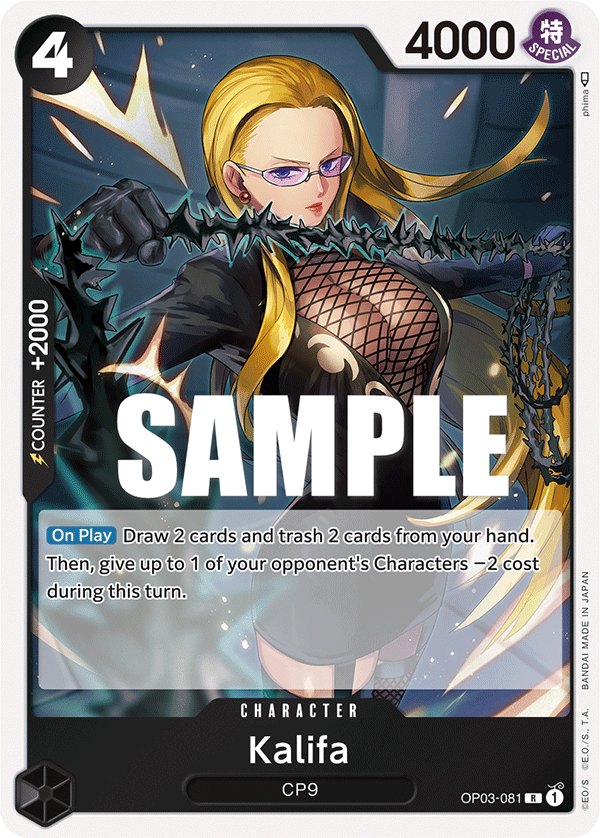 4
4000
特
SPECIAL
phima
COUNTER +2000
SAMPLE
On Play Draw 2 cards and trash 2 cards from your hand.
Then, give up to 1 of your opponent's Characters −2 cost
during this turn.
BANDAI MADE IN JAPAN
©E.O./S., T.A.
©EO/S
CHARACTER
Kalifa
CP9
OP03-081 R 1